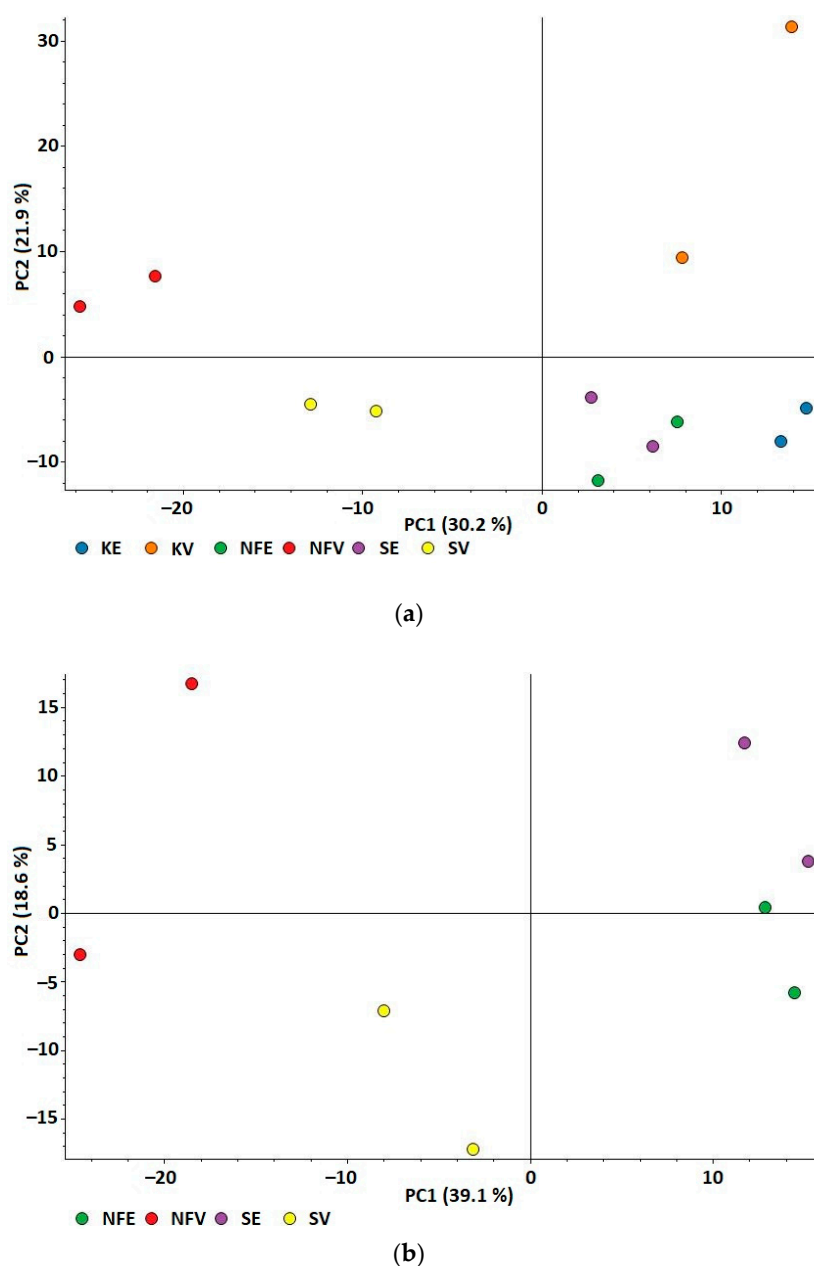 30
20
10
0
−10
PC2 (21.9 %)
−20 −10 0 10
PC1 (30.2 %)
KE KV NFE NFV SE SV
(a)
15
10
5
0
−5
−10
−15
PC2 (18.6 %)
−20 −10 0 10
PC1 (39.1 %)
NFE NFV SE SV
(b)